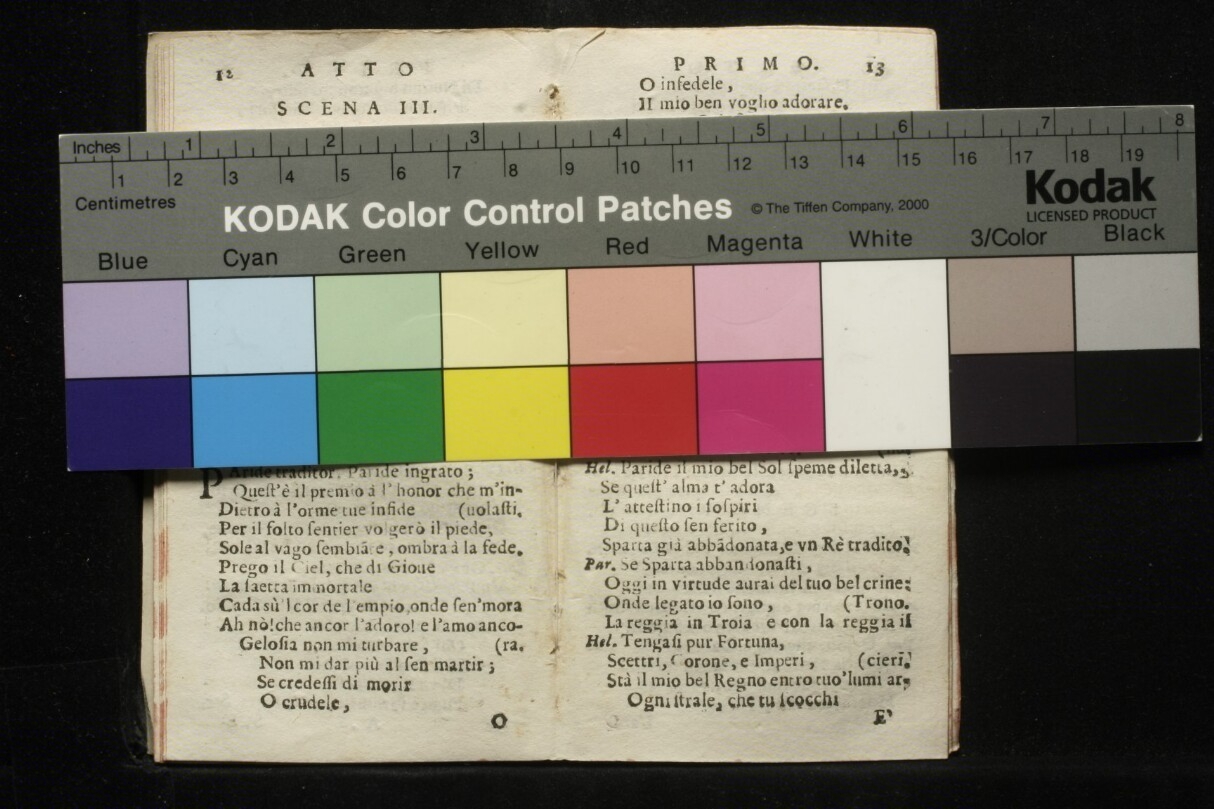 12 ATTO
SCENA III.
PRIMO. 13
O infedele,
Il mio ben voglio adorare.
Inches 1 2 3 4 5 6 7 8
1 2 3 4 5 6 7 8 9 10 11 12 13 14 15 16 17 18 19
Centimetres
KODAK Color Control Patches © The Tiffen Company, 2000
Kodak
LICENSED PRODUCT
Blue Cyan Green Yellow Red Magenta White 3/Color Black
PAride traditor, Paride ingrato;
Queſt'è il premio à l'honor che m'in-
Dietro à l'orme tue infide (uolaſti,
Per il folto ſentier volgerò il piede,
Sole al vago ſembiāte, ombra à la fede.
Prego il Ciel, che di Gioue
La ſaetta immortale
Cada sù'l cor de l'empio, onde ſen'mora
Ah nò! che ancor l'adoro! e l'amo anco-
Geloſia non mi turbare, (ra.
Non mi dar più al ſen martir;
Se credeſſi di morir
O crudele,
O
Hel. Paride il mio bel Sol ſpeme diletta,
Se queſt' alma t' adora
L' atteſtino i ſoſpiri
Di queſto ſen ferito,
Sparta già abbādonata, e vn Rè tradito.
Par. Se Sparta abbandonaſti,
Oggi in virtude aurai del tuo bel crine
Onde legato io ſono, (Trono.
La reggia in Troia e con la reggia il
Hel. Tengaſi pur Fortuna,
Scettri, Corone, e Imperi, (cieri.
Stà il mio bel Regno entro tuo'lumi ar-
Ogni ſtrale, che tu ſcocchi
E'